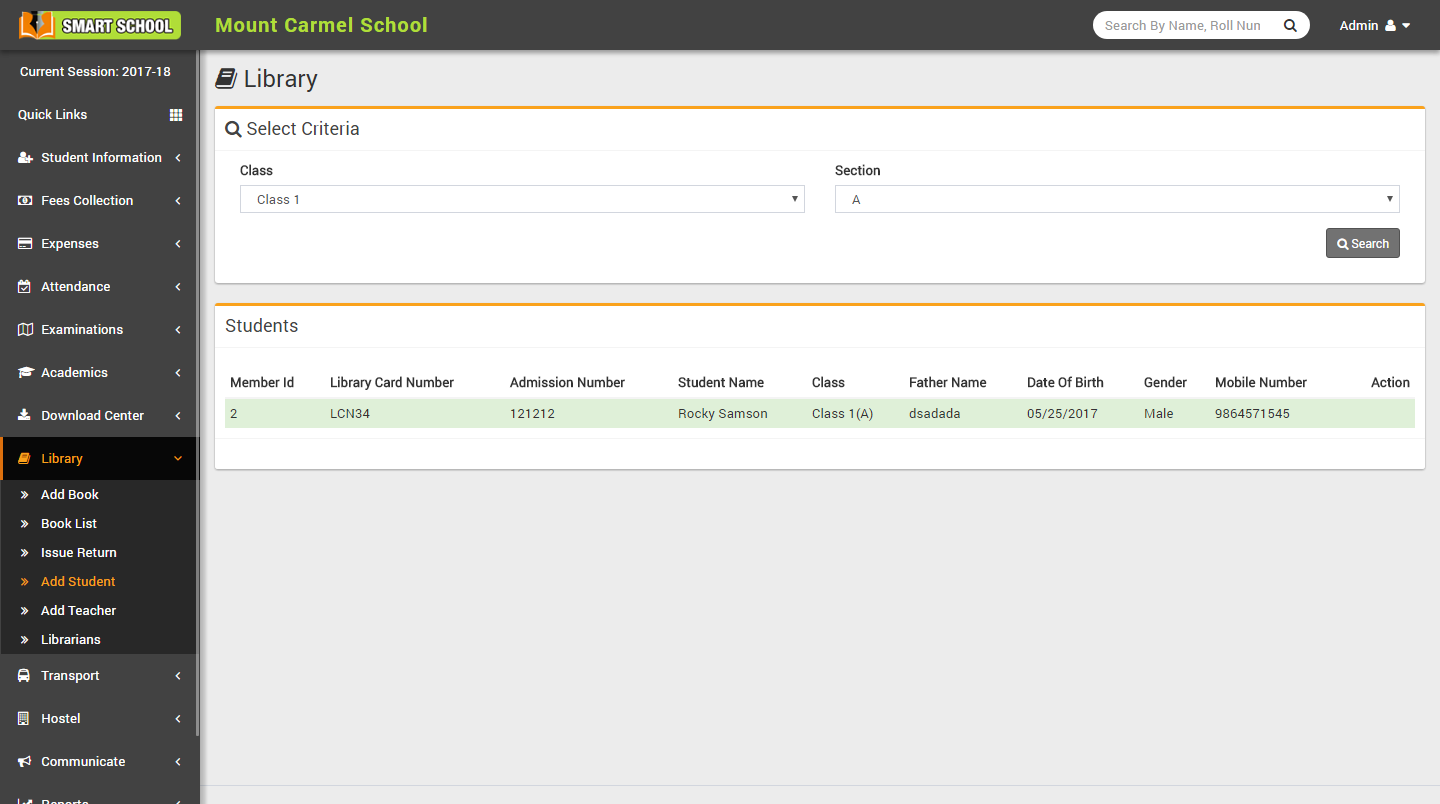 SMART SCHOOL
Mount Carmel School
Search By Name, Roll Nun
Admin
Current Session: 2017-18
Quick Links
Student Information
Fees Collection
Expenses
Attendance
Examinations
Academics
Download Center
Library
Add Book
Book List
Issue Return
Add Student
Add Teacher
Librarians
Transport
Hostel
Communicate
Reports
Library
Select Criteria
Class Section
Class 1 A
Search
Students
Member Id Library Card Number Admission Number Student Name Class Father Name Date Of Birth Gender Mobile Number Action
2 LCN34 121212 Rocky Samson Class 1(A) dsadada 05/25/2017 Male 9864571545